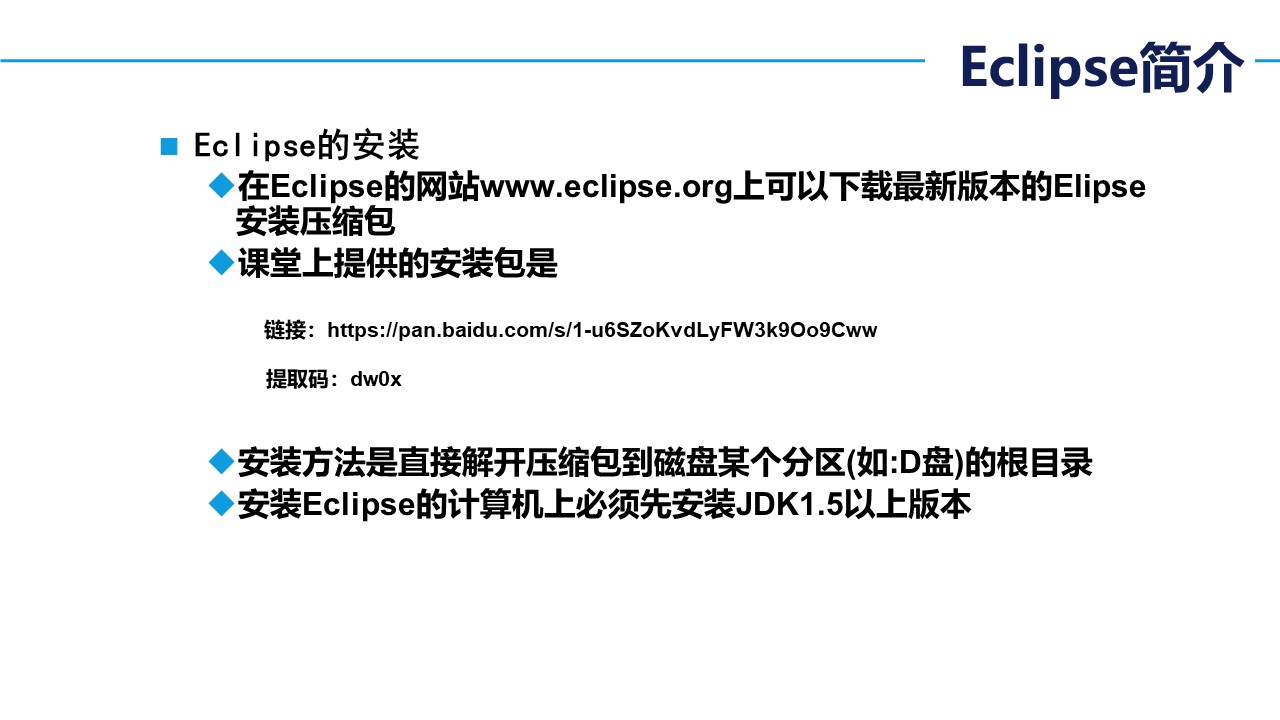 Eclipse简介
Eclipse的安装
在Eclipse的网站www.eclipse.org上可以下载最新版本的Elipse
安装压缩包
课堂上提供的安装包是
链接：https://pan.baidu.com/s/1-u6SZoKvdLyFW3k9Oo9Cww
提取码：dw0x
安装方法是直接解开压缩包到磁盘某个分区(如:D盘)的根目录
安装Eclipse的计算机上必须先安装JDK1.5以上版本